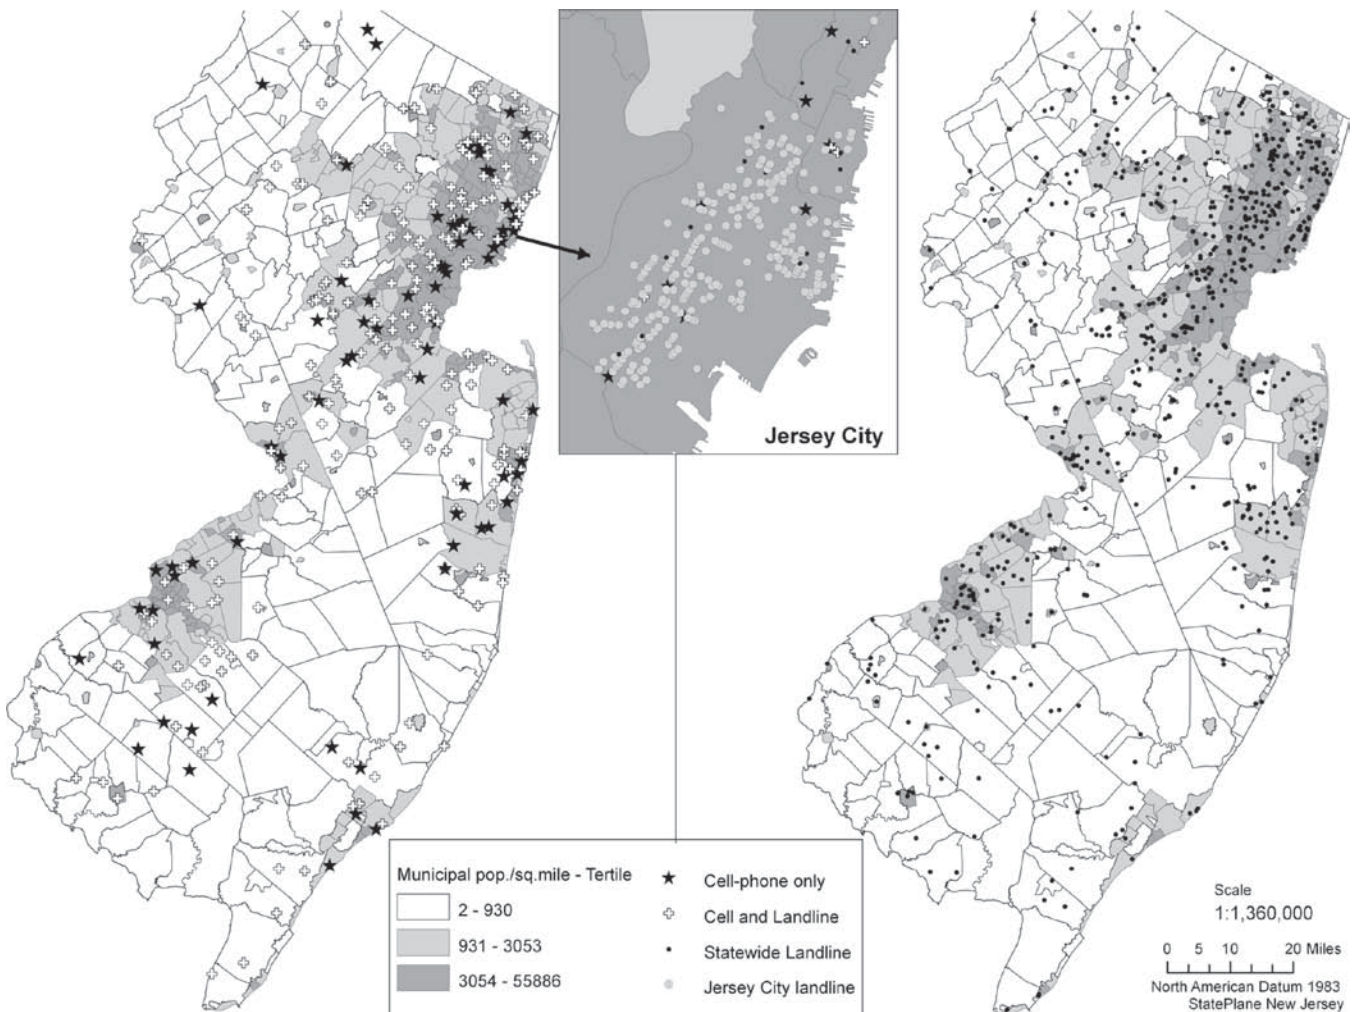 Jersey City
Municipal pop./sq.mile - Tertile
2 - 930
931 - 3053
3054 - 55886
Cell-phone only
Cell and Landline
Statewide Landline
Jersey City landline
Scale
1:1,360,000
0 5 10 20 Miles
North American Datum 1983
StatePlane New Jersey